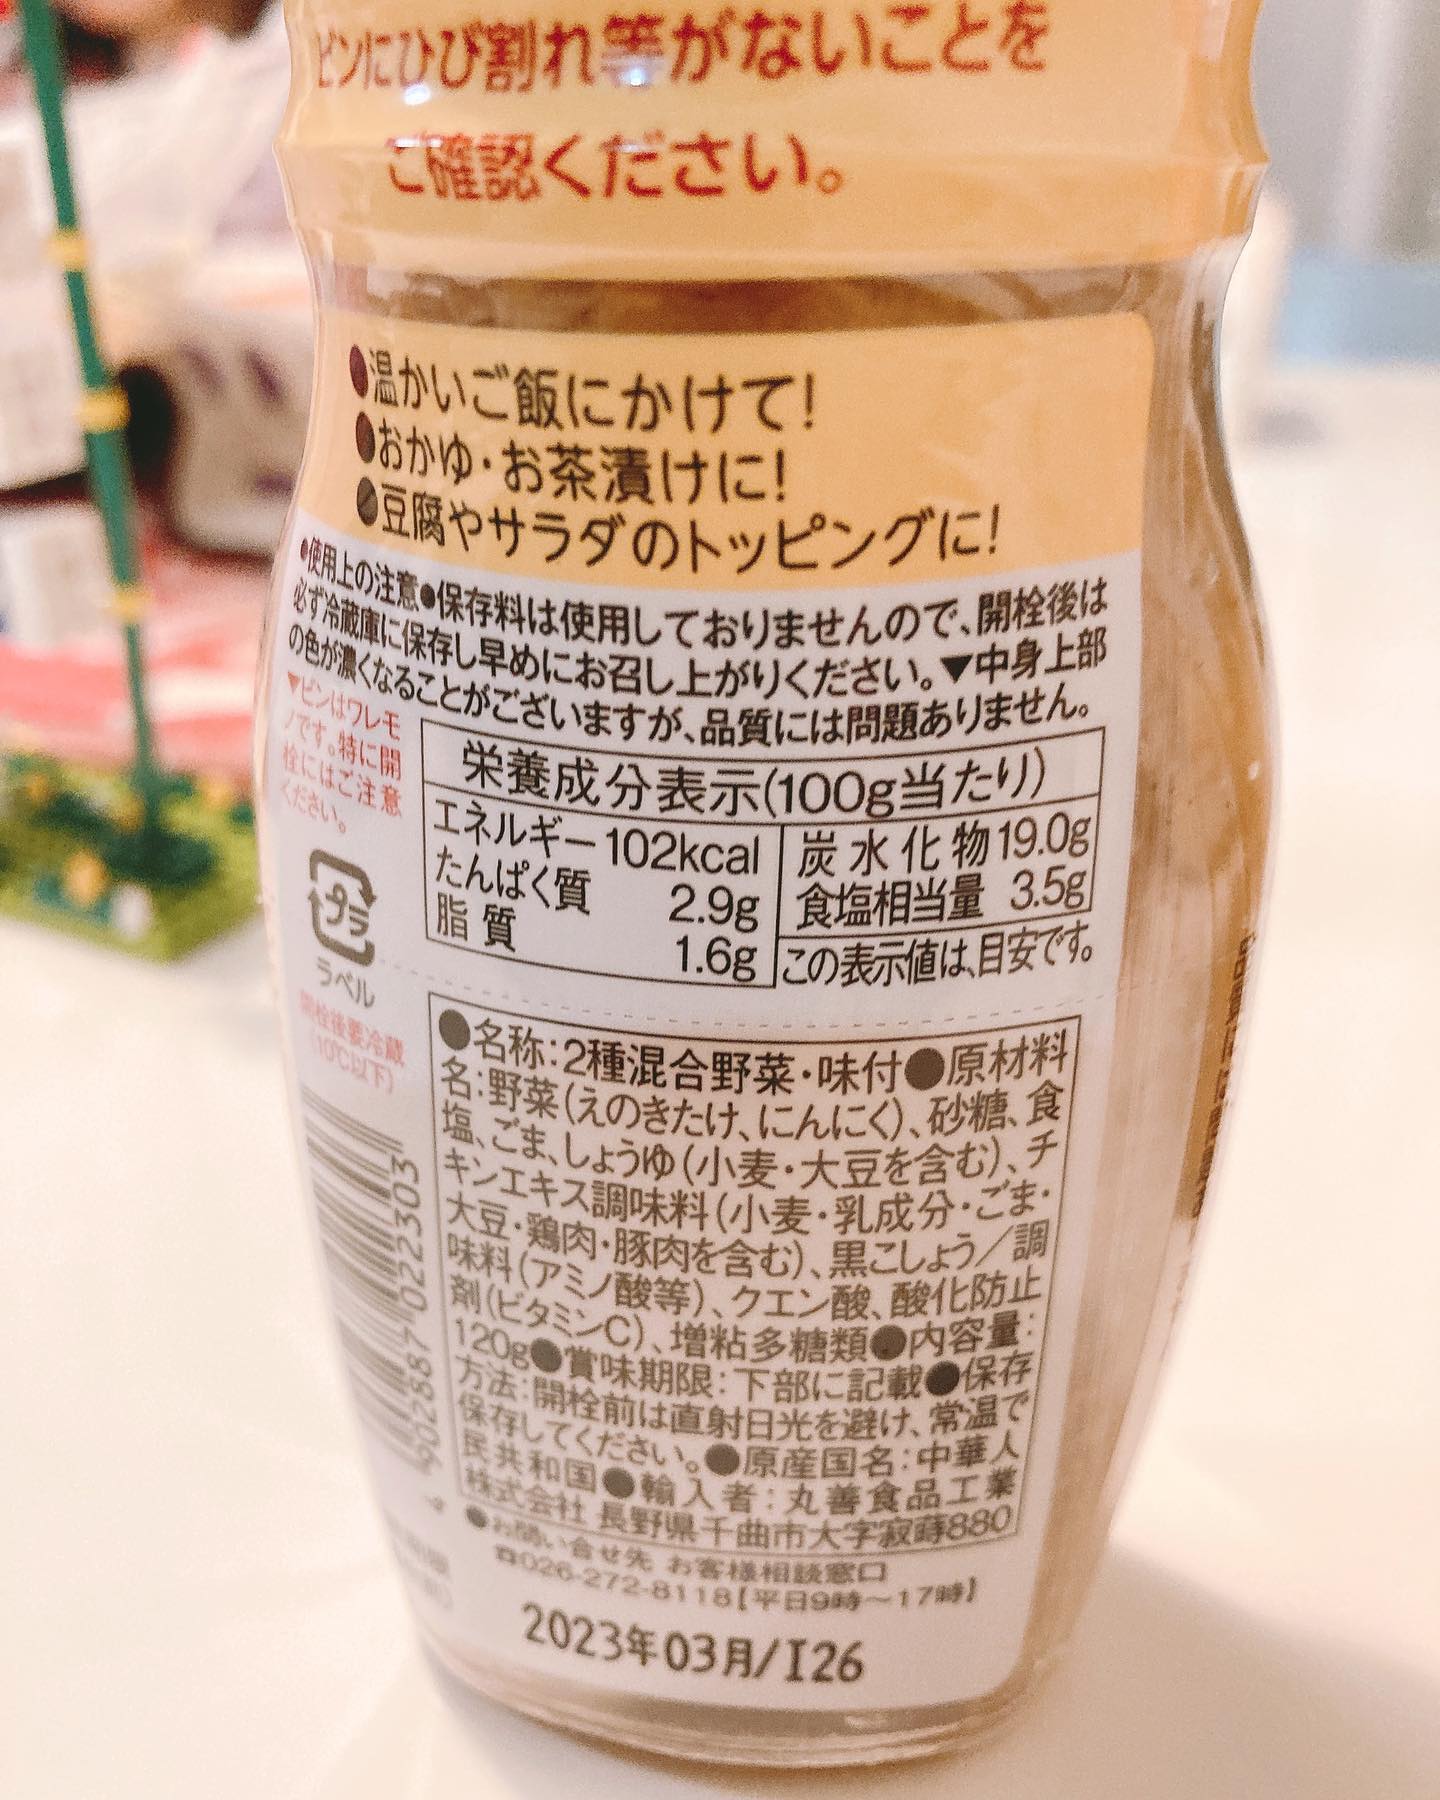 ビンにひび割れ等がないことを
ご確認ください。
●温かいご飯にかけて!
●おかゆ・お茶漬けに!
●豆腐やサラダのトッピングに!
●使用上の注意●保存料は使用しておりませんので、開栓後は
必ず冷蔵庫に保存し早めにお召し上がりください。▼中身上部
の色が濃くなることがございますが、品質には問題ありません。
▼ビンはワレモ
ノです。特に開
栓にはご注意
ください。
栄養成分表示(100g当たり)
エネルギー 102kcal
たんぱく質 2.9g
脂質 1.6g
炭水化物 19.0g
食塩相当量 3.5g
この表示値は、目安です。
プラ
ラベル
開栓後要冷蔵
(10℃以下)
●名称:2種混合野菜・味付●原材料
名:野菜(えのきたけ、にんにく)、砂糖、食
塩、ごま、しょうゆ(小麦・大豆を含む)、チ
キンエキス調味料(小麦・乳成分・ごま・
大豆・鶏肉・豚肉を含む)、黒こしょう/調
味料(アミノ酸等)、クエン酸、酸化防止
剤(ビタミンC)、増粘多糖類●内容量:
120g●賞味期限:下部に記載●保存
方法:開栓前は直射日光を避け、常温で
保存してください。●原産国名:中華人
民共和国●輸入者:丸善食品工業
株式会社 長野県千曲市大字寂蒔880
●お問い合せ先 お客様相談窓口
☎026-272-8118【平日9時~17時】
4 902887 022303
2023年03月/I26